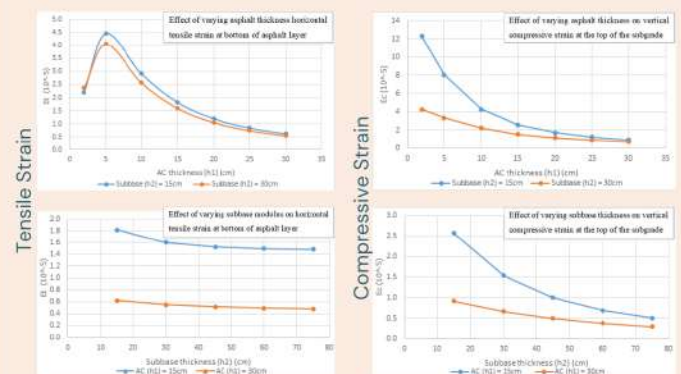 Tensile Strain
Effect of varying asphalt thickness horizontal
tensile strain at bottom of asphalt layer
Et (10^-5)
5.0
4.5
4.0
3.5
3.0
2.5
2.0
1.5
1.0
0.5
0.0
0 5 10 15 20 25 30 35
AC thickness (h1) (cm)
Subbase (h2) = 15cm Subbase (h2) = 30cm
Effect of varying subbase modules on horizontal
tensile strain at bottom of asphalt layer
Et (10^-5)
2.0
1.8
1.6
1.4
1.2
1.0
0.8
0.6
0.4
0.2
0.0
0 10 20 30 40 50 60 70 80
Subbase thickness (h2) (cm)
AC (h1) = 15cm AC (h1) = 30cm
Compressive Strain
Effect of varying asphalt thickness on vertical
compressive strain at the top of the subgrade
Ec (10^-5)
14
12
10
8
6
4
2
0
0 5 10 15 20 25 30 35
AC thickness (h1) (cm)
Subbase (h2) = 15cm Subbase (h2) = 30cm
Effect of varying subbase thickness on vertical
compressive strain at the top of the subgrade
Ec (10^-5)
3.0
2.5
2.0
1.5
1.0
0.5
0.0
0 10 20 30 40 50 60 70 80
Subbase thickness (h2) (cm)
AC (h1) = 15cm AC (h1) = 30cm